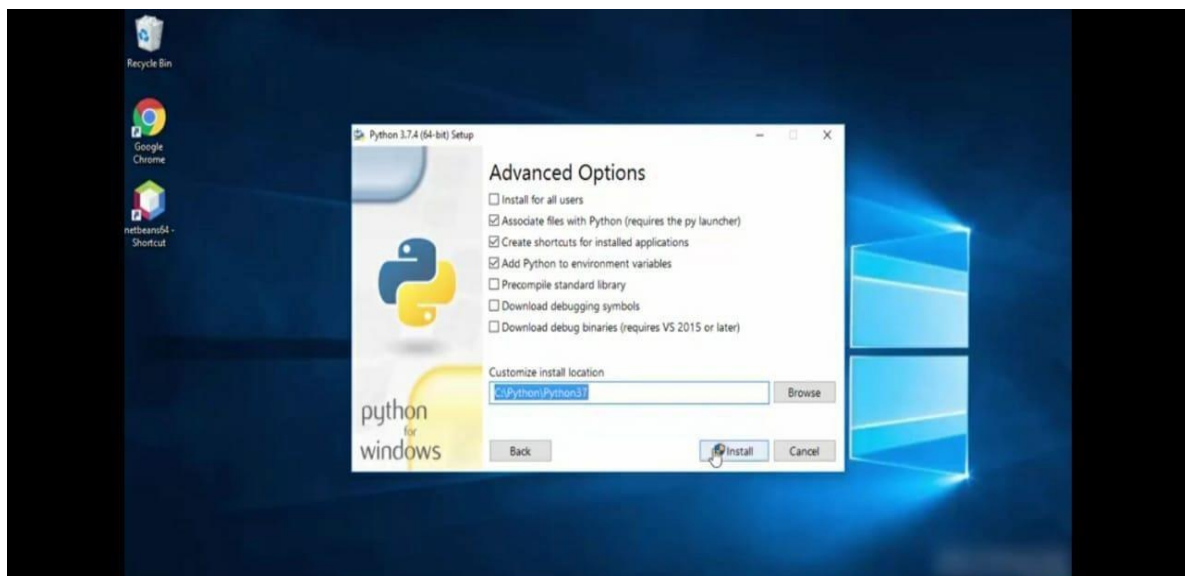 Recycle Bin
Google
Chrome
netbeans64 -
Shortcut
Python 3.7.4 (64-bit) Setup
Advanced Options
Install for all users
Associate files with Python (requires the py launcher)
Create shortcuts for installed applications
Add Python to environment variables
Precompile standard library
Download debugging symbols
Download debug binaries (requires VS 2015 or later)
Customize install location
C:\Python\Python37
Browse
python
for
windows
Back
Install
Cancel